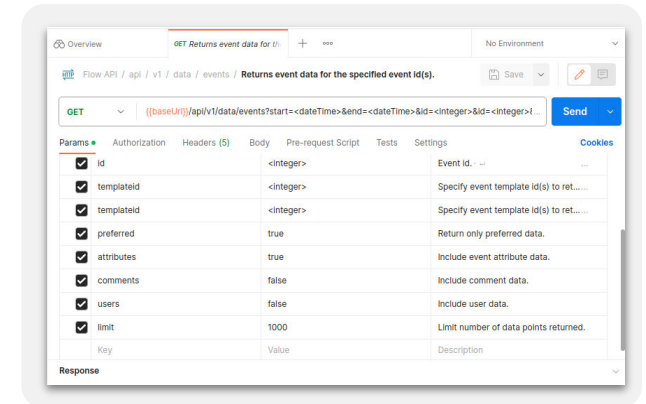 Overview
GET Returns event data for th
No Environment
HTTP Flow API / api / v1 / data / events / Returns event data for the specified event id(s).
Save
GET {{baseUrl}}/api/v1/data/events?start=<dateTime>&end=<dateTime>&id=<integer>&id=<integer>&... Send
Params Authorization Headers (5) Body Pre-request Script Tests Settings Cookies
id <integer> Event id. ...
templateid <integer> Specify event template id(s) to ret... ...
templateid <integer> Specify event template id(s) to ret... ...
preferred true Return only preferred data.
attributes true Include event attribute data.
comments false Include comment data.
users false Include user data.
limit 1000 Limit number of data points returned.
Key Value Description
Response